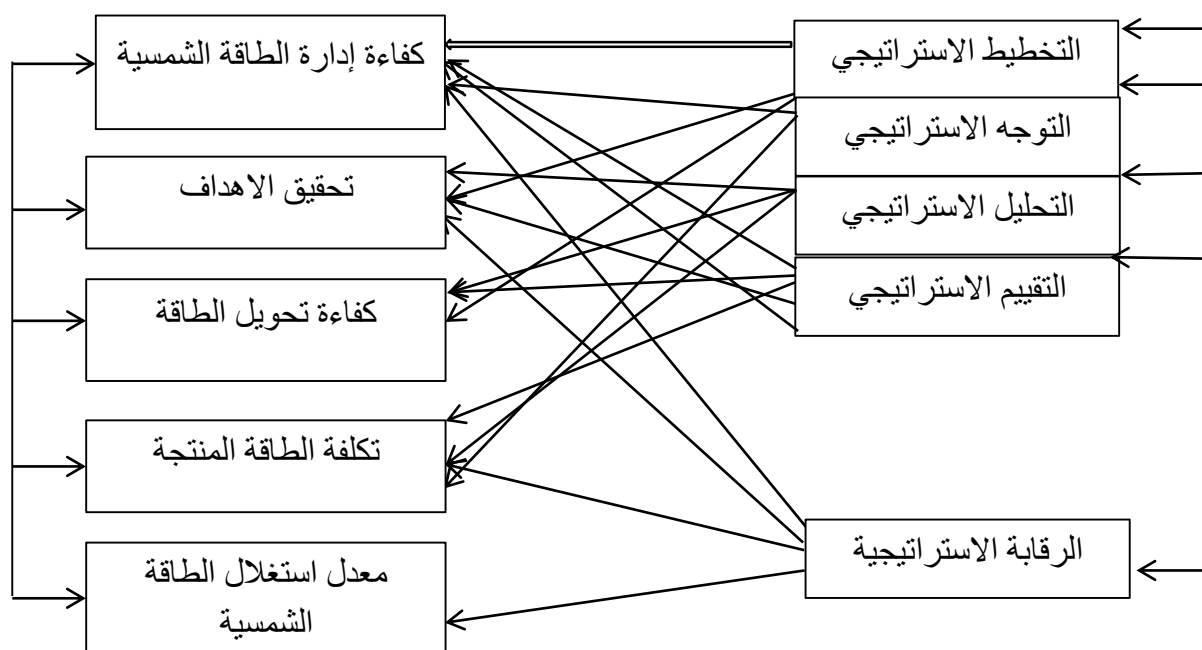 التخطيط الاستراتيجي
التوجه الاستراتيجي
التحليل الاستراتيجي
التقييم الاستراتيجي
الرقابة الاستراتيجية
كفاءة إدارة الطاقة الشمسية
تحقيق الاهداف
كفاءة تحويل الطاقة
تكلفة الطاقة المنتجة
معدل استغلال الطاقة
الشمسية